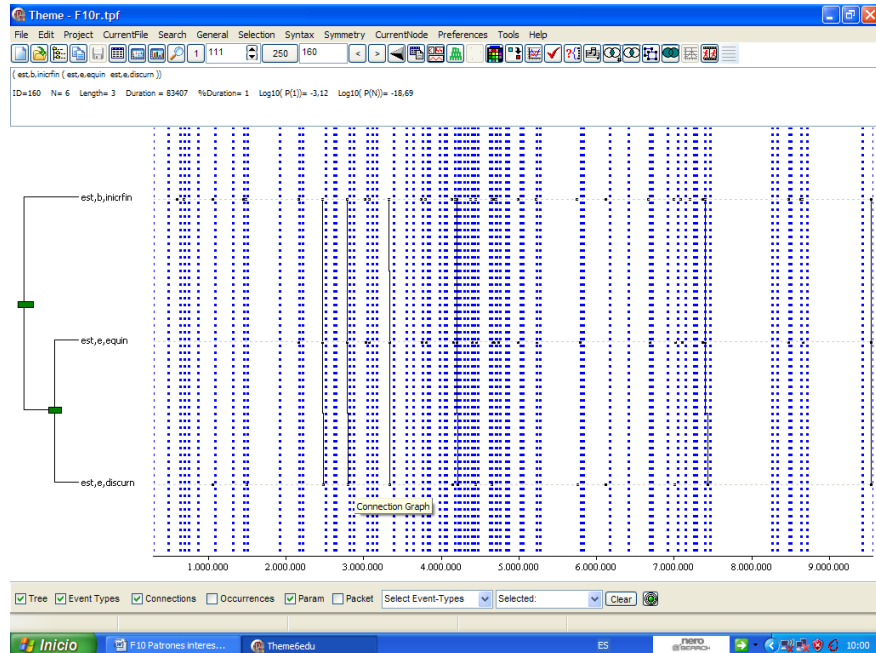 Theme - F10r.tpf
File Edit Project CurrentFile Search General Selection Syntax Symmetry CurrentNode Preferences Tools Help
1 111 250 160 < >
( est,b,inicrfin ( est,e,equin est,e,discurn ))
ID=160 N= 6 Length= 3 Duration = 83407 %Duration= 1 Log10( P(1))= -3,12 Log10( P(N))= -18,69
est,b,inicrfin
est,e,equin
est,e,discurn
Connection Graph
1.000.000 2.000.000 3.000.000 4.000.000 5.000.000 6.000.000 7.000.000 8.000.000 9.000.000
Tree Event Types Connections Occurrences Param Packet Select Event-Types Selected: Clear
Inicio F10 Patrones interes... Theme6edu ES nero SEARCH 10:00